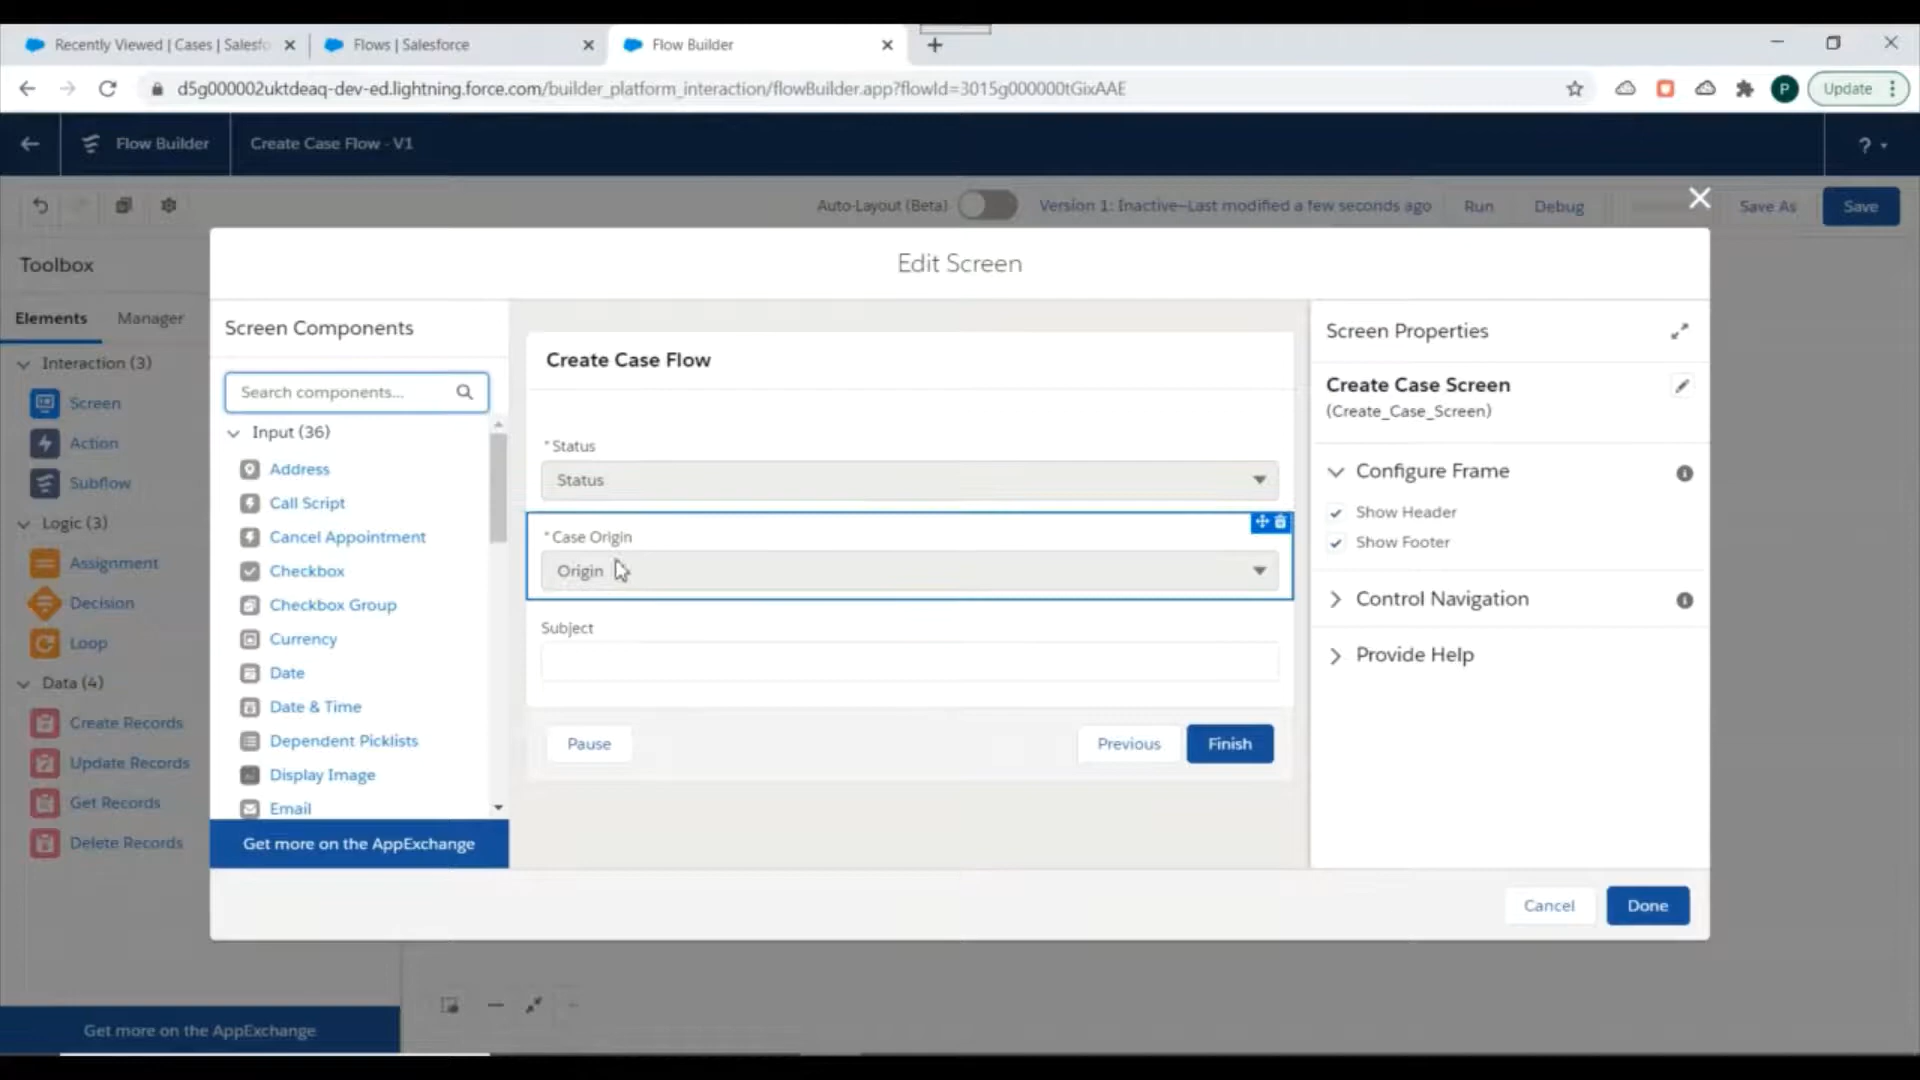 Recently Viewed | Cases | Salesfo
Flows | Salesforce
Flow Builder
d5g000002uktdeaq-dev-ed.lightning.force.com/builder_platform_interaction/flowBuilder.app?flowId=3015g000000tGixAAE
P
Update
Flow Builder
Create Case Flow - V1
?
Auto-Layout (Beta)
Version 1: Inactive—Last modified a few seconds ago
Run
Debug
Save As
Save
Toolbox
Elements
Manager
Interaction (3)
Screen
Action
Subflow
Logic (3)
Assignment
Decision
Loop
Data (4)
Create Records
Update Records
Get Records
Delete Records
Get more on the AppExchange
Edit Screen
Screen Components
Search components...
Input (36)
Address
Call Script
Cancel Appointment
Checkbox
Checkbox Group
Currency
Date
Date & Time
Dependent Picklists
Display Image
Email
Get more on the AppExchange
Create Case Flow
* Status
Status
* Case Origin
Origin
Subject
Pause
Previous
Finish
Screen Properties
Create Case Screen
(Create_Case_Screen)
Configure Frame
Show Header
Show Footer
Control Navigation
Provide Help
Cancel
Done